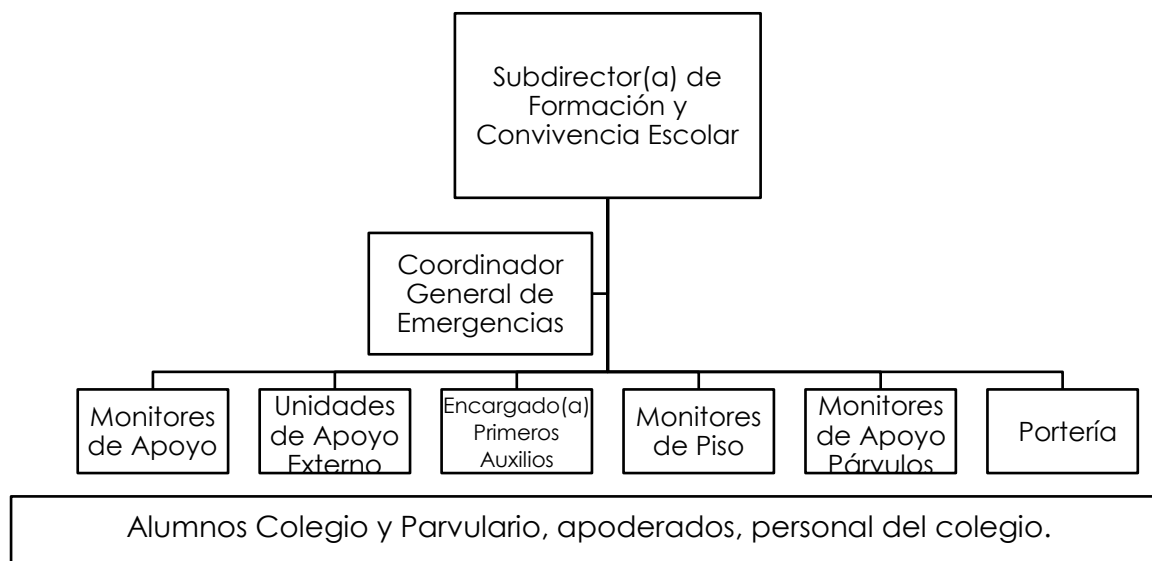 Subdirector(a) de
Formación y
Convivencia Escolar
Coordinador
General de
Emergencias
Monitores
de Apoyo
Unidades
de Apoyo
Externo
Encargado(a)
Primeros
Auxilios
Monitores
de Piso
Monitores
de Apoyo
Párvulos
Portería
Alumnos Colegio y Parvulario, apoderados, personal del colegio.